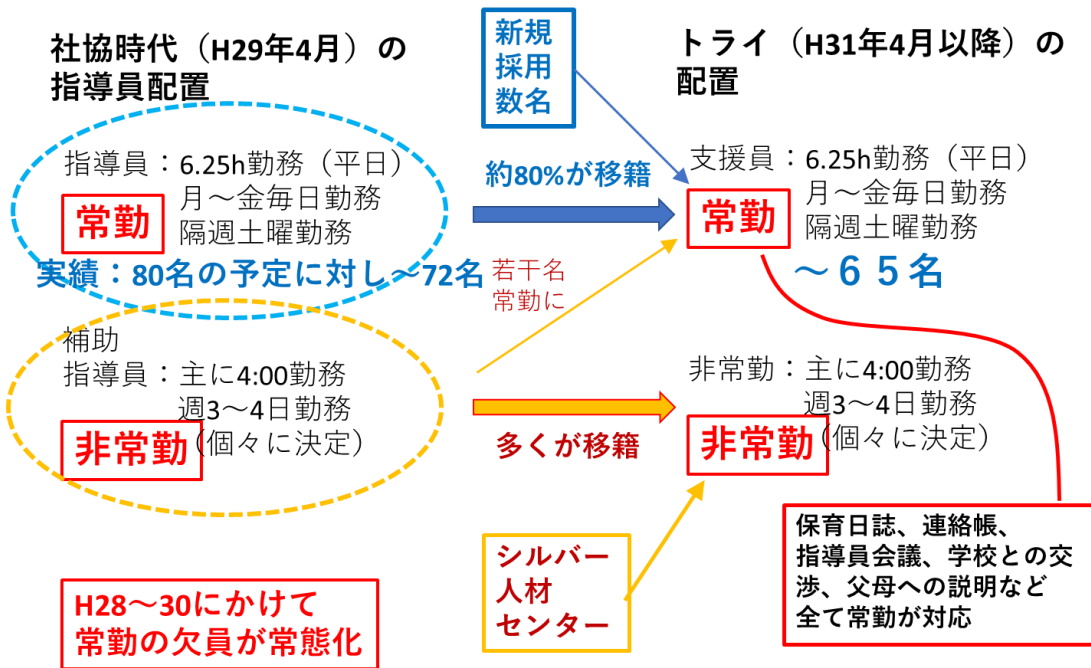 社協時代（H29年4月）の
指導員配置
指導員：6.25h勤務（平日）
月～金毎日勤務
隔週土曜勤務
常勤
実績：80名の予定に対し～72名
補助
指導員：主に4:00勤務
週3～4日勤務
（個々に決定）
非常勤
H28～30にかけて
常勤の欠員が常態化
新規
採用
数名
約80%が移籍
若干名
常勤に
多くが移籍
シルバー
人材
センター
トライ（H31年4月以降）の
配置
支援員：6.25h勤務（平日）
月～金毎日勤務
隔週土曜勤務
常勤
～６５名
非常勤：主に4:00勤務
週3～4日勤務
（個々に決定）
非常勤
保育日誌、連絡帳、
指導員会議、学校との交
渉、父母への説明など
全て常勤が対応